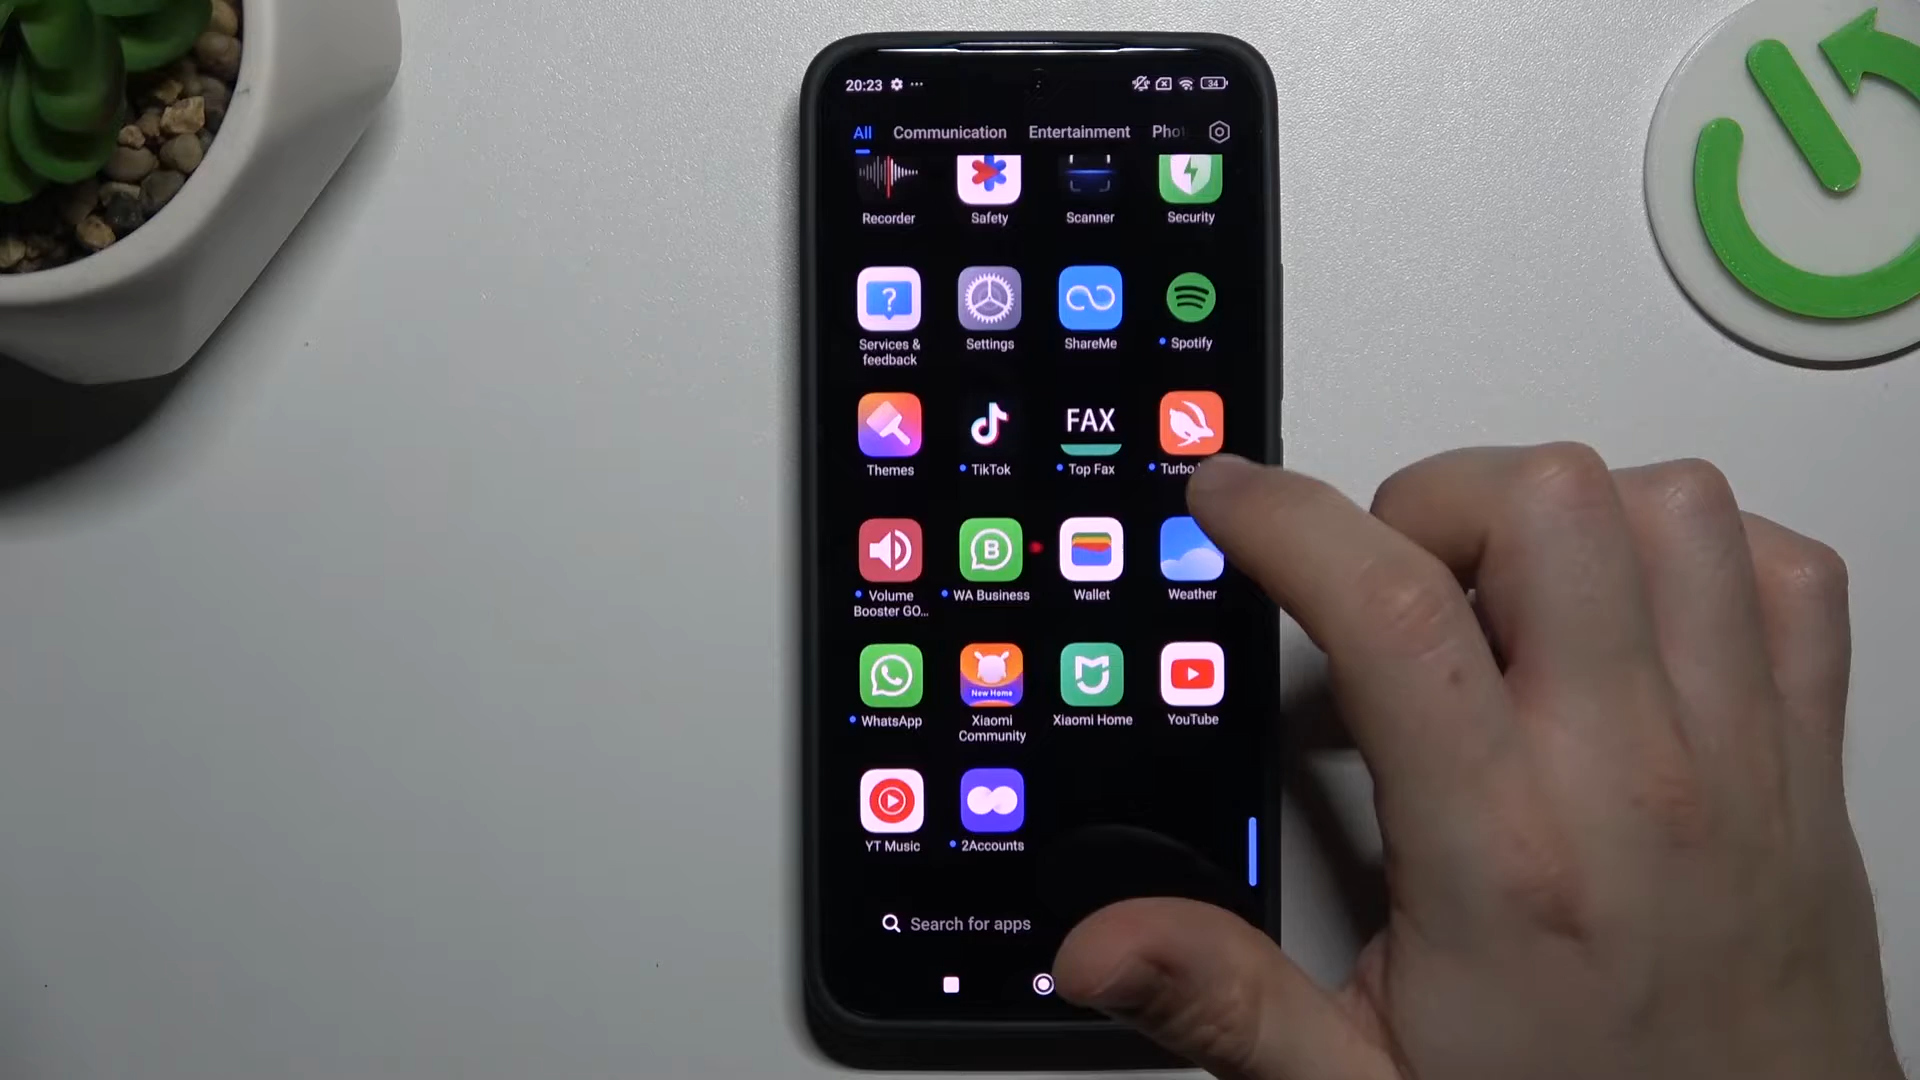 20:23 ... 34
All Communication Entertainment Pho
Recorder Safety Scanner Security
?
Services & feedback Settings ShareMe Spotify
FAX
Themes TikTok Top Fax Turbo
B
Volume Booster GO... WA Business Wallet Weather
New Home
WhatsApp Xiaomi Community Xiaomi Home YouTube
YT Music 2Accounts
Search for apps